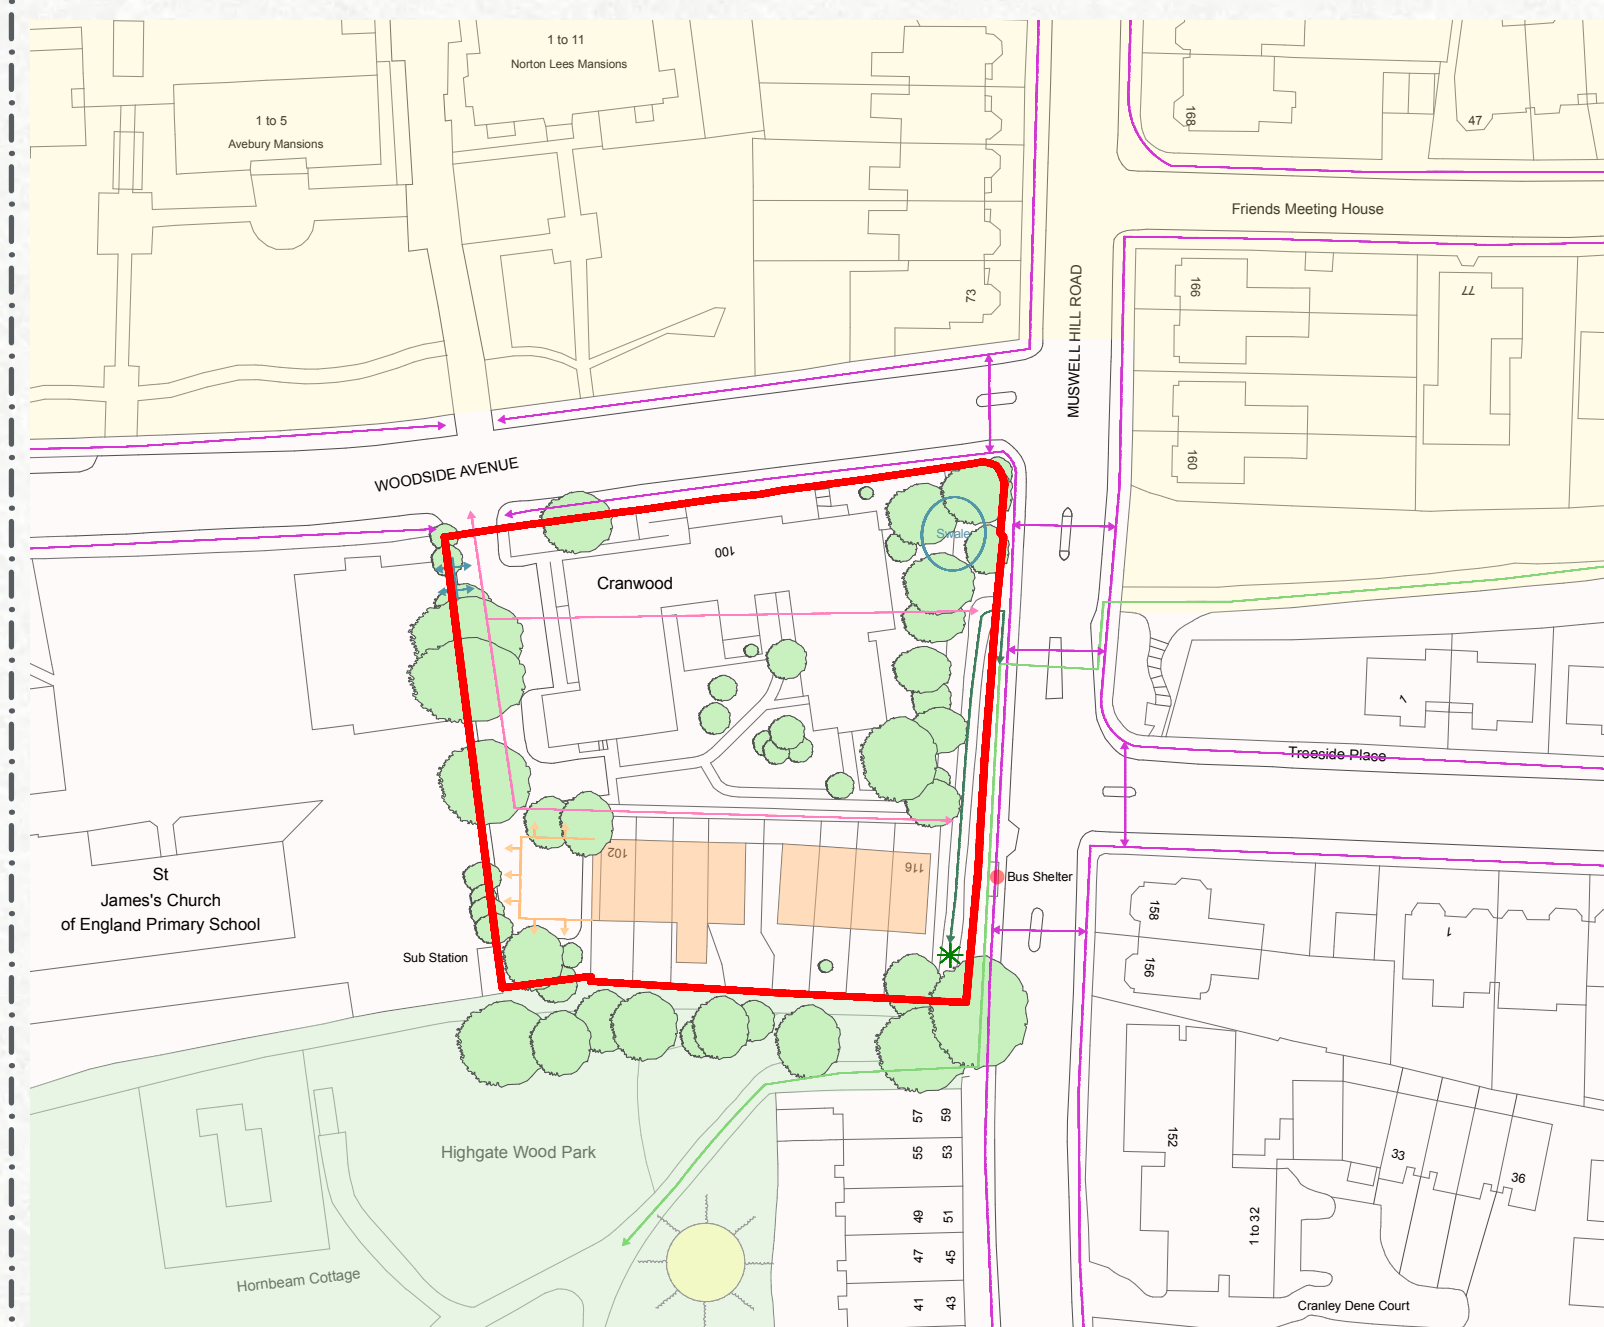 1 to 11
Norton Lees Mansions
1 to 5
Avebury Mansions
168
47
Friends Meeting House
73
MUSWELL HILL ROAD
166
77
WOODSIDE AVENUE
160
Swale
100
Cranwood
1
Treeside Place
102
116
St
James's Church
of England Primary School
Bus Shelter
158
1
Sub Station
156
57
59
152
55
53
Highgate Wood Park
33
36
49
51
1 to 32
47
45
Hornbeam Cottage
41
43
Cranley Dene Court